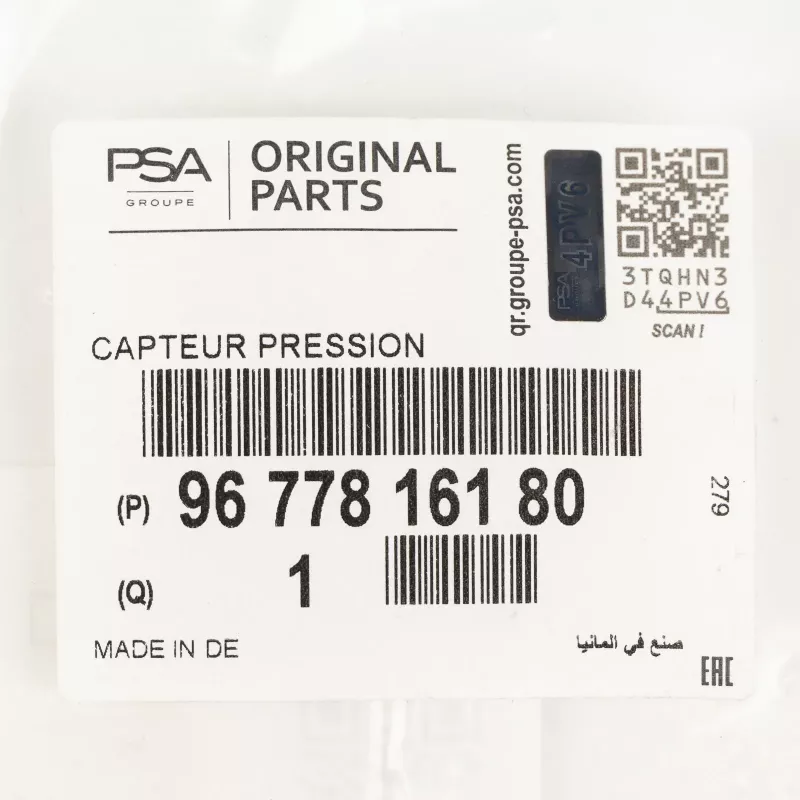 PSA
GROUPE
ORIGINAL
PARTS
qr.groupe-psa.com
PSA
4PV6
3TQHN3
D44PV6
SCAN!
CAPTEUR PRESSION
(P) 96 778 161 80
279
(Q) 1
MADE IN DE
صنع في المانيا
EAC